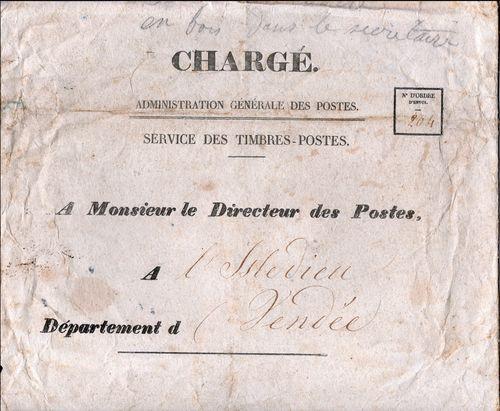 en bois dans le secrétaire
CHARGÉ.
ADMINISTRATION GÉNÉRALE DES POSTES.
N° D'ORDRE
D'ENVOI.
204
SERVICE DES TIMBRES-POSTES.
A Monsieur le Directeur des Postes,
A l'Isledieu
Département d Vendée